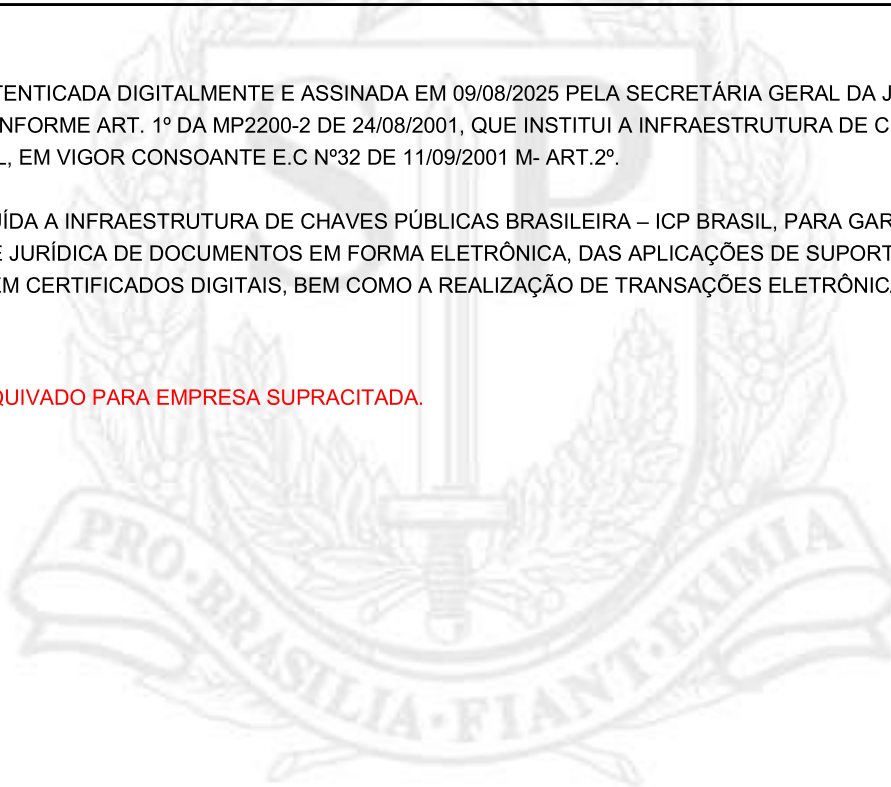 TENTICADA DIGITALMENTE E ASSINADA EM 09/08/2025 PELA SECRETÁRIA GERAL DA J
NFORME ART. 1º DA MP2200-2 DE 24/08/2001, QUE INSTITUI A INFRAESTRUTURA DE C
L, EM VIGOR CONSOANTE E.C Nº32 DE 11/09/2001 M- ART.2º.
ÍDA A INFRAESTRUTURA DE CHAVES PÚBLICAS BRASILEIRA – ICP BRASIL, PARA GAR
E JURÍDICA DE DOCUMENTOS EM FORMA ELETRÔNICA, DAS APLICAÇÕES DE SUPORT
EM CERTIFICADOS DIGITAIS, BEM COMO A REALIZAÇÃO DE TRANSAÇÕES ELETRÔNICA
QUIVADO PARA EMPRESA SUPRACITADA.
SP
PRO·BRASILIA·FIANT·EXIMIA